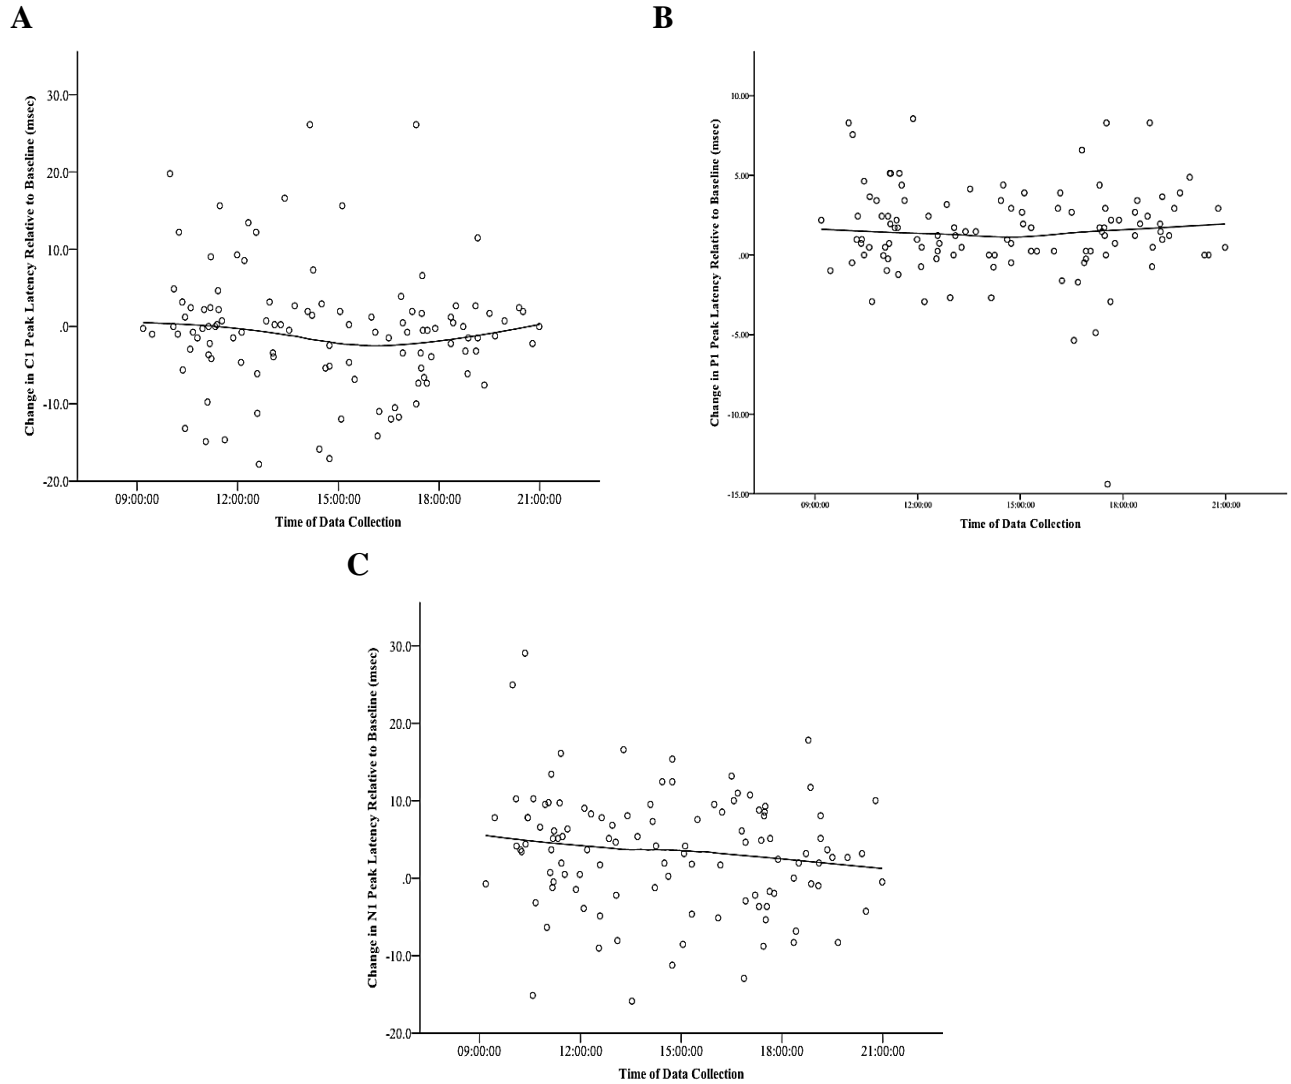 A
Change in C1 Peak Latency Relative to Baseline (msec)
30.0
20.0
10.0
.0
-10.0
-20.0
09:00:00 12:00:00 15:00:00 18:00:00 21:00:00
Time of Data Collection
B
Change in P1 Peak Latency Relative to Baseline (msec)
10.00
5.00
.00
-5.00
-10.00
-15.00
09:00:00 12:00:00 15:00:00 18:00:00 21:00:00
Time of Data Collection
C
Change in N1 Peak Latency Relative to Baseline (msec)
30.0
20.0
10.0
.0
-10.0
-20.0
09:00:00 12:00:00 15:00:00 18:00:00 21:00:00
Time of Data Collection